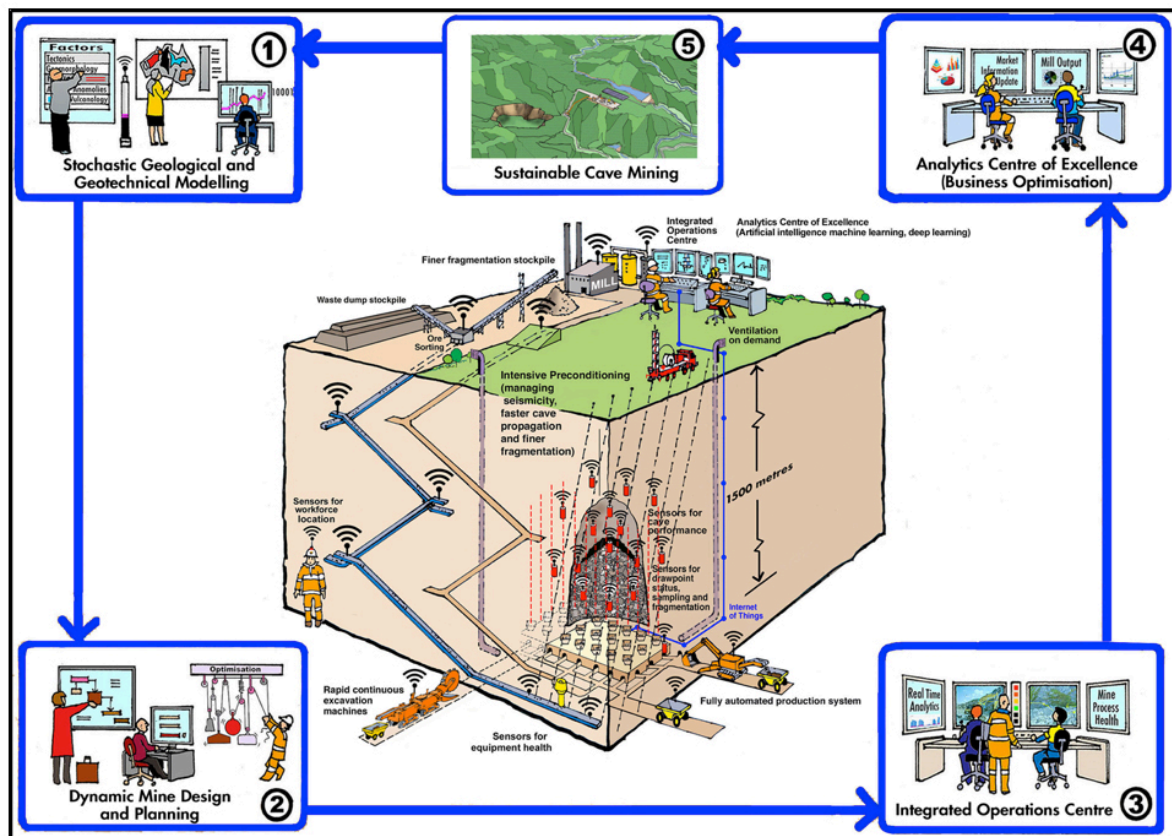 1
Factors
Tectonics
Geomorphology
Anomalies
Vulcanology
Stochastic Geological and
Geotechnical Modelling
5
Sustainable Cave Mining
4
Market
Information
Update
Mill Output
Analytics Centre of Excellence
(Business Optimisation)
Integrated
Operations
Centre
Analytics Centre of Excellence
(Artificial intelligence machine learning, deep learning)
Finer fragmentation stockpile
MILL
Waste dump stockpile
Ore
Sorting
Ventilation
on demand
Intensive Preconditioning
(managing
seismicity,
faster cave
propagation
and finer
fragmentation)
1500 metres
Sensors for
workforce
location
Sensors for
cave
performance
Sensors for
drawpoint
status,
sampling and
fragmentation
Internet
of Things
Rapid continuous
excavation
machines
Sensors for
equipment health
Fully automated production system
Optimisation
Dynamic Mine Design
and Planning
2
Real Time
Analytics
Mine
Process
Health
Integrated Operations Centre
3